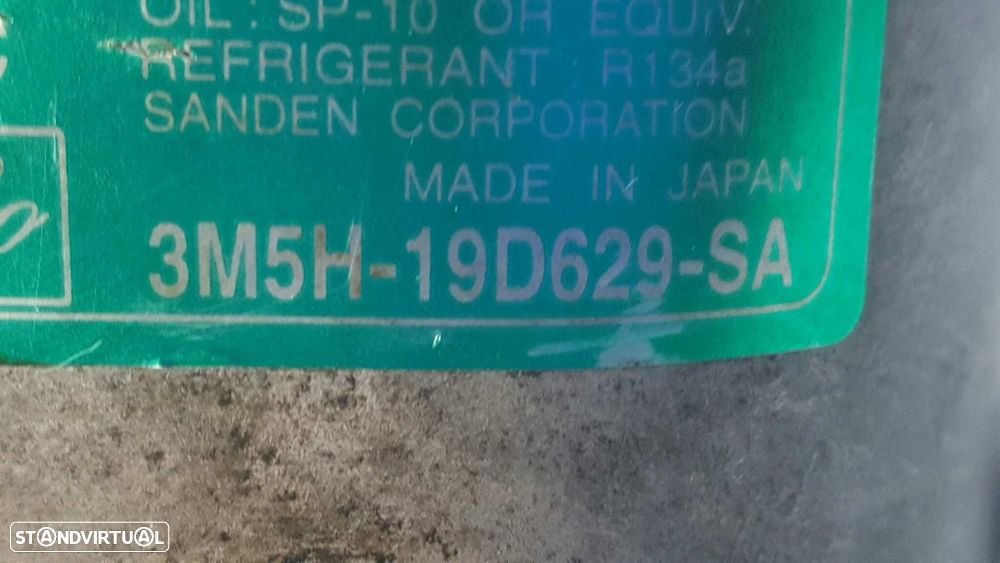 OIL : SP-10 OR EQUIV.
REFRIGERANT : R134a
SANDEN CORPORATION
MADE IN JAPAN
3M5H-19D629-SA
STANDVIRTUAL